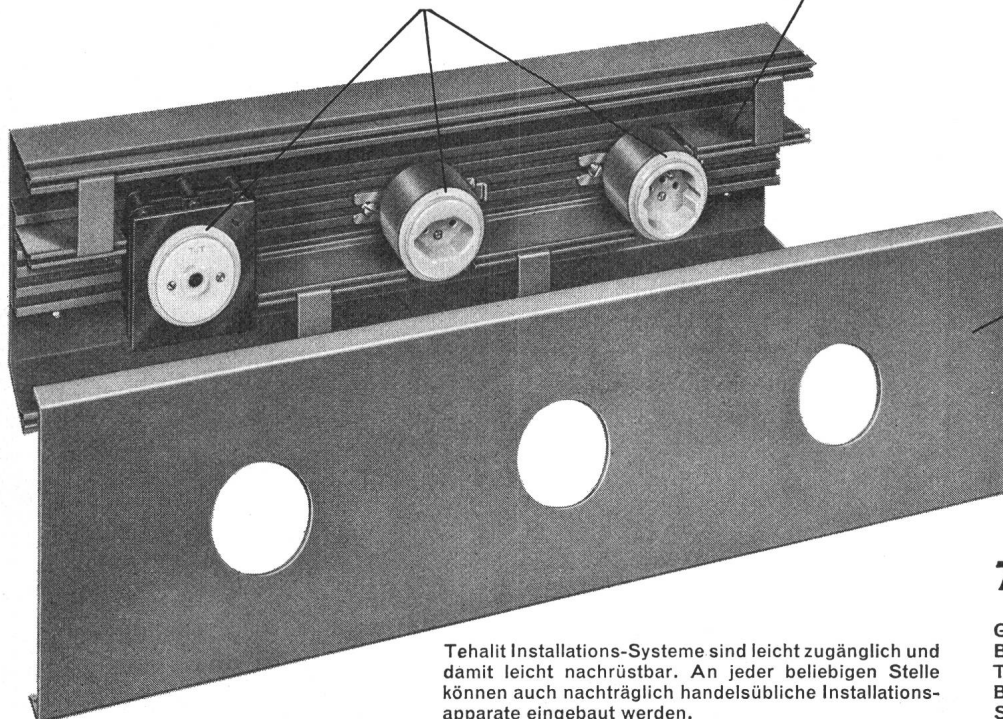 Tehalit Installations-Systeme sind leicht zugänglich und
damit leicht nachrüstbar. An jeder beliebigen Stelle
können auch nachträglich handelsübliche Installations-
apparate eingebaut werden.